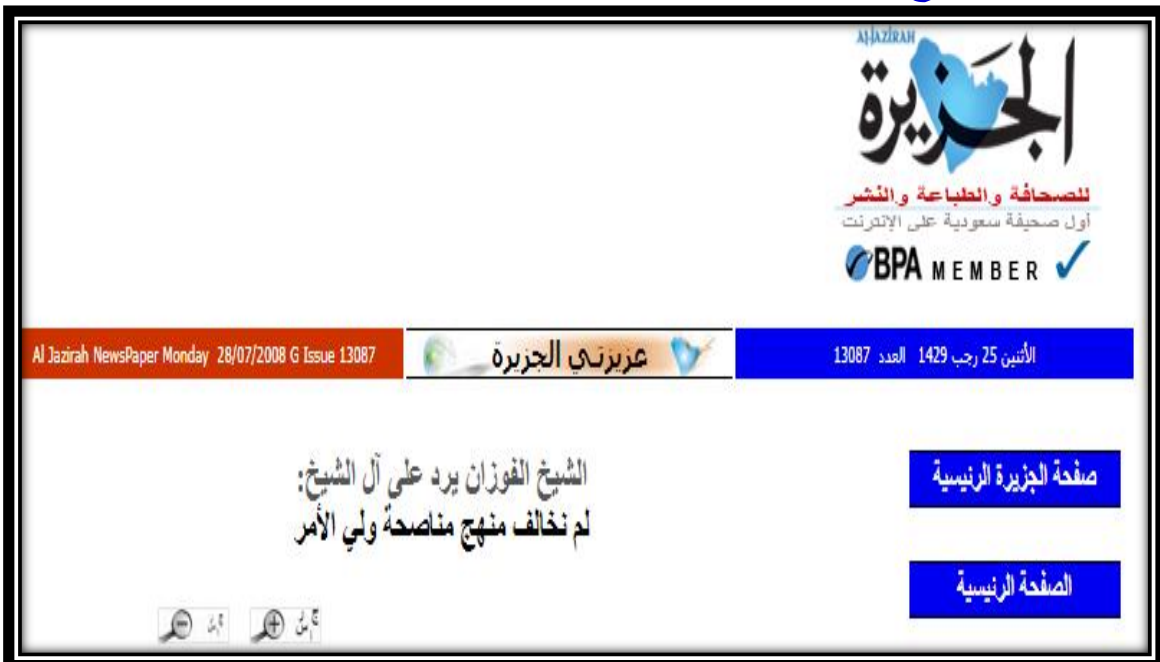 ALJAZIRAH
الجزيرة
للصحافة والطباعة والنشر
أول صحيفة سعودية على الإنترنت
BPA MEMBER
الأثنين 25 رجب 1429 العدد 13087
عزيزتي الجزيرة
Al Jazirah NewsPaper Monday 28/07/2008 G Issue 13087
صفحة الجزيرة الرئيسية
الشيخ الفوزان يرد على آل الشيخ:
لم نخالف منهج مناصحة ولي الأمر
الصفحة الرئيسية